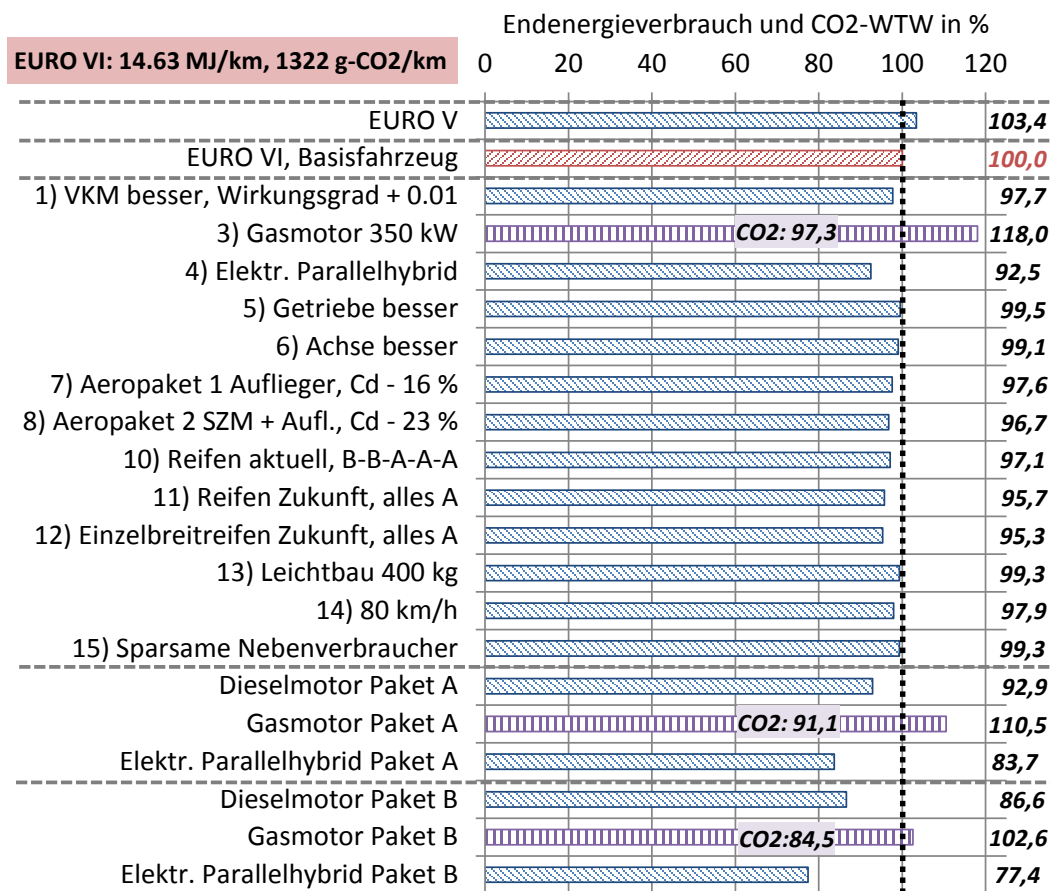 Endenergieverbrauch und CO2-WTW in %
EURO VI: 14.63 MJ/km, 1322 g-CO2/km
0 20 40 60 80 100 120
EURO V 103,4
EURO VI, Basisfahrzeug 100,0
1) VKM besser, Wirkungsgrad + 0.01 97,7
3) Gasmotor 350 kW CO2: 97,3 118,0
4) Elektr. Parallelhybrid 92,5
5) Getriebe besser 99,5
6) Achse besser 99,1
7) Aeropaket 1 Auflieger, Cd - 16 % 97,6
8) Aeropaket 2 SZM + Aufl., Cd - 23 % 96,7
10) Reifen aktuell, B-B-A-A-A 97,1
11) Reifen Zukunft, alles A 95,7
12) Einzelbreitreifen Zukunft, alles A 95,3
13) Leichtbau 400 kg 99,3
14) 80 km/h 97,9
15) Sparsame Nebenverbraucher 99,3
Dieselmotor Paket A 92,9
Gasmotor Paket A CO2: 91,1 110,5
Elektr. Parallelhybrid Paket A 83,7
Dieselmotor Paket B 86,6
Gasmotor Paket B CO2:84,5 102,6
Elektr. Parallelhybrid Paket B 77,4